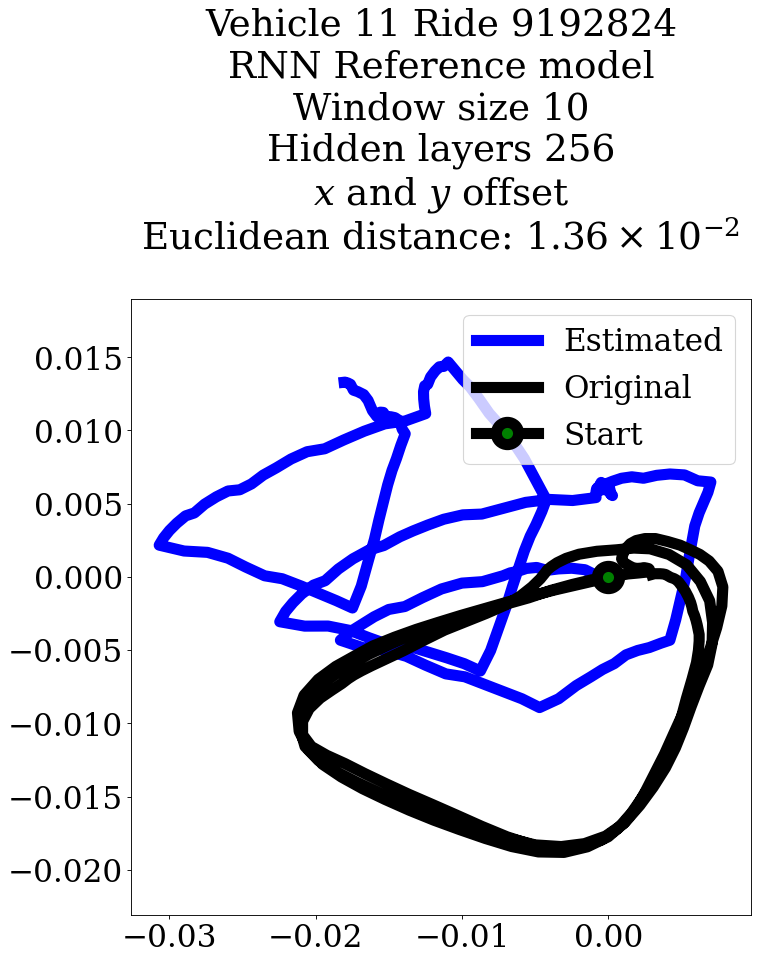 Vehicle 11 Ride 9192824
RNN Reference model
Window size 10
Hidden layers 256
x and y offset
Euclidean distance: 1.36 × 10⁻²
Estimated
Original
Start
0.015
0.010
0.005
0.000
−0.005
−0.010
−0.015
−0.020
−0.03 −0.02 −0.01 0.00